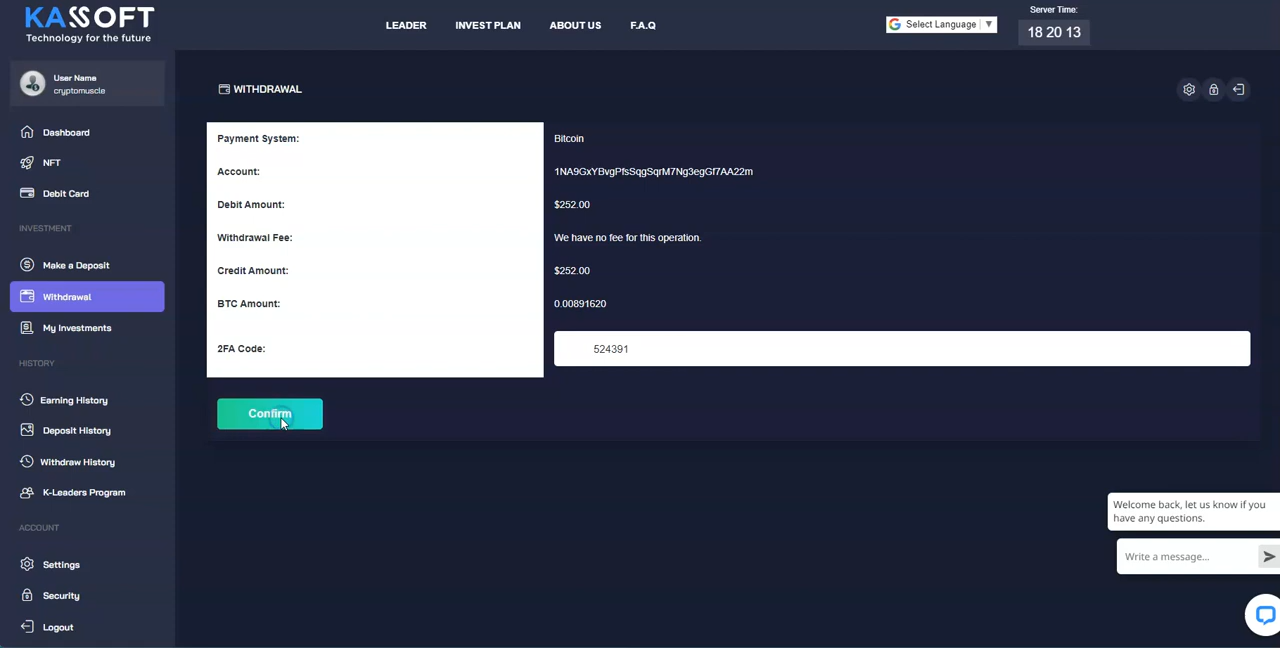 KASSOFT
Technology for the future
LEADER
INVEST PLAN
ABOUT US
F.A.Q
Select Language ▼
Server Time:
18 20 13
User Name
cryptomuscle
Dashboard
NFT
Debit Card
INVESTMENT
Make a Deposit
Withdrawal
My Investments
HISTORY
Earning History
Deposit History
Withdraw History
K-Leaders Program
ACCOUNT
Settings
Security
Logout
WITHDRAWAL
Payment System: Bitcoin
Account: 1NA9GxYBvgPfsSqgSqrM7Ng3egGf7AA22m
Debit Amount: $252.00
Withdrawal Fee: We have no fee for this operation.
Credit Amount: $252.00
BTC Amount: 0.00891620
2FA Code: 524391
Confirm
Welcome back, let us know if you
have any questions.
Write a message...